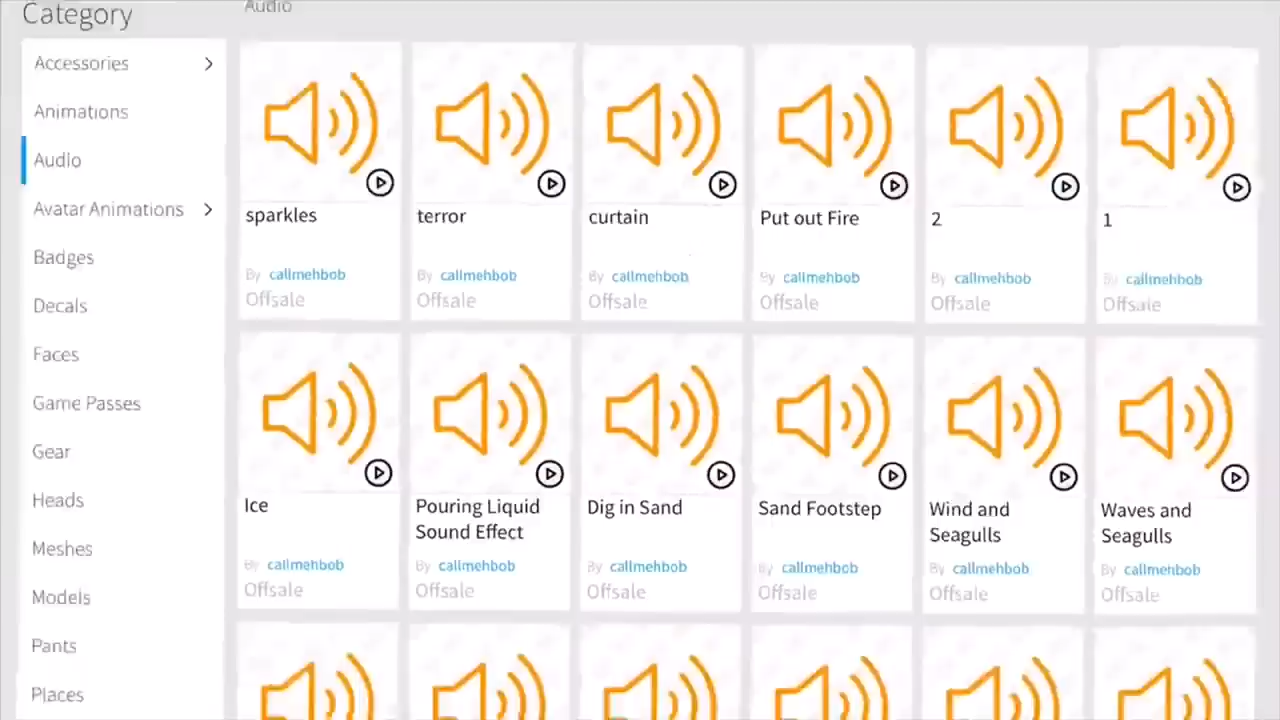 Category
Audio
Accessories
Animations
Audio
Avatar Animations
Badges
Decals
Faces
Game Passes
Gear
Heads
Meshes
Models
Pants
Places
sparkles
By callmehbob
Offsale
terror
By callmehbob
Offsale
curtain
By callmehbob
Offsale
Put out Fire
By callmehbob
Offsale
2
By callmehbob
Offsale
1
By callmehbob
Offsale
Ice
By callmehbob
Offsale
Pouring Liquid
Sound Effect
By callmehbob
Offsale
Dig in Sand
By callmehbob
Offsale
Sand Footstep
By callmehbob
Offsale
Wind and
Seagulls
By callmehbob
Offsale
Waves and
Seagulls
By callmehbob
Offsale